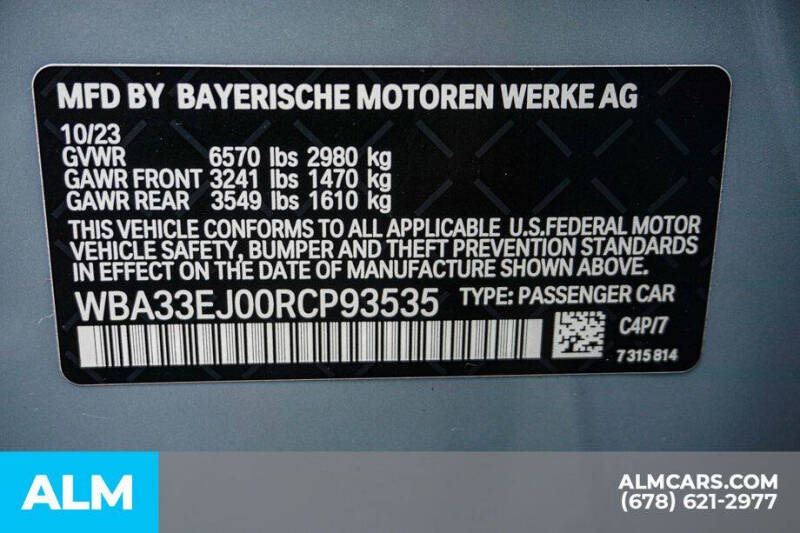 MFD BY BAYERISCHE MOTOREN WERKE AG
10/23
GVWR 6570 lbs 2980 kg
GAWR FRONT 3241 lbs 1470 kg
GAWR REAR 3549 lbs 1610 kg
THIS VEHICLE CONFORMS TO ALL APPLICABLE U.S.FEDERAL MOTOR
VEHICLE SAFETY, BUMPER AND THEFT PREVENTION STANDARDS
IN EFFECT ON THE DATE OF MANUFACTURE SHOWN ABOVE.
WBA33EJ00RCP93535 TYPE: PASSENGER CAR
C4P/7
7315814
ALM
ALMCARS.COM
(678) 621-2977